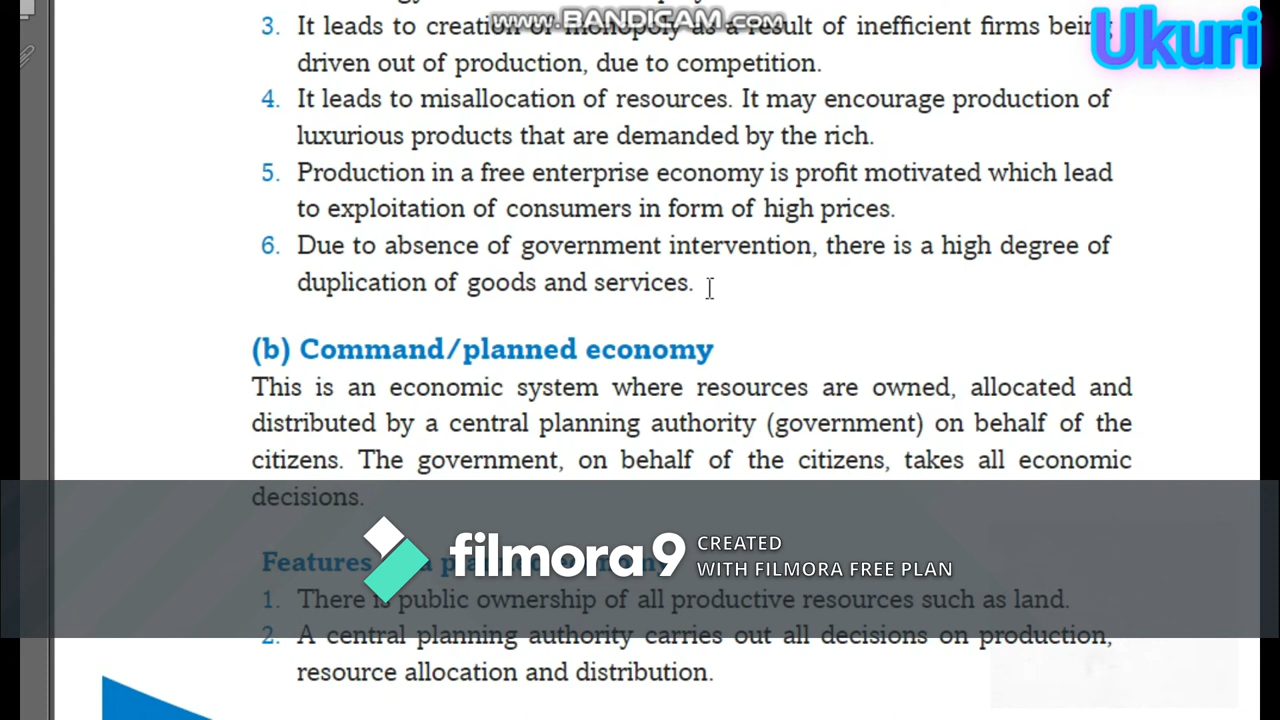 www.BANDICAM.com
Ukuri
3. It leads to creation of monopoly as a result of inefficient firms being
driven out of production, due to competition.
4. It leads to misallocation of resources. It may encourage production of
luxurious products that are demanded by the rich.
5. Production in a free enterprise economy is profit motivated which lead
to exploitation of consumers in form of high prices.
6. Due to absence of government intervention, there is a high degree of
duplication of goods and services.
(b) Command/planned economy
This is an economic system where resources are owned, allocated and
distributed by a central planning authority (government) on behalf of the
citizens. The government, on behalf of the citizens, takes all economic
decisions.
filmora9 CREATED
WITH FILMORA FREE PLAN
Features
1. There is public ownership of all productive resources such as land.
2. A central planning authority carries out all decisions on production,
resource allocation and distribution.